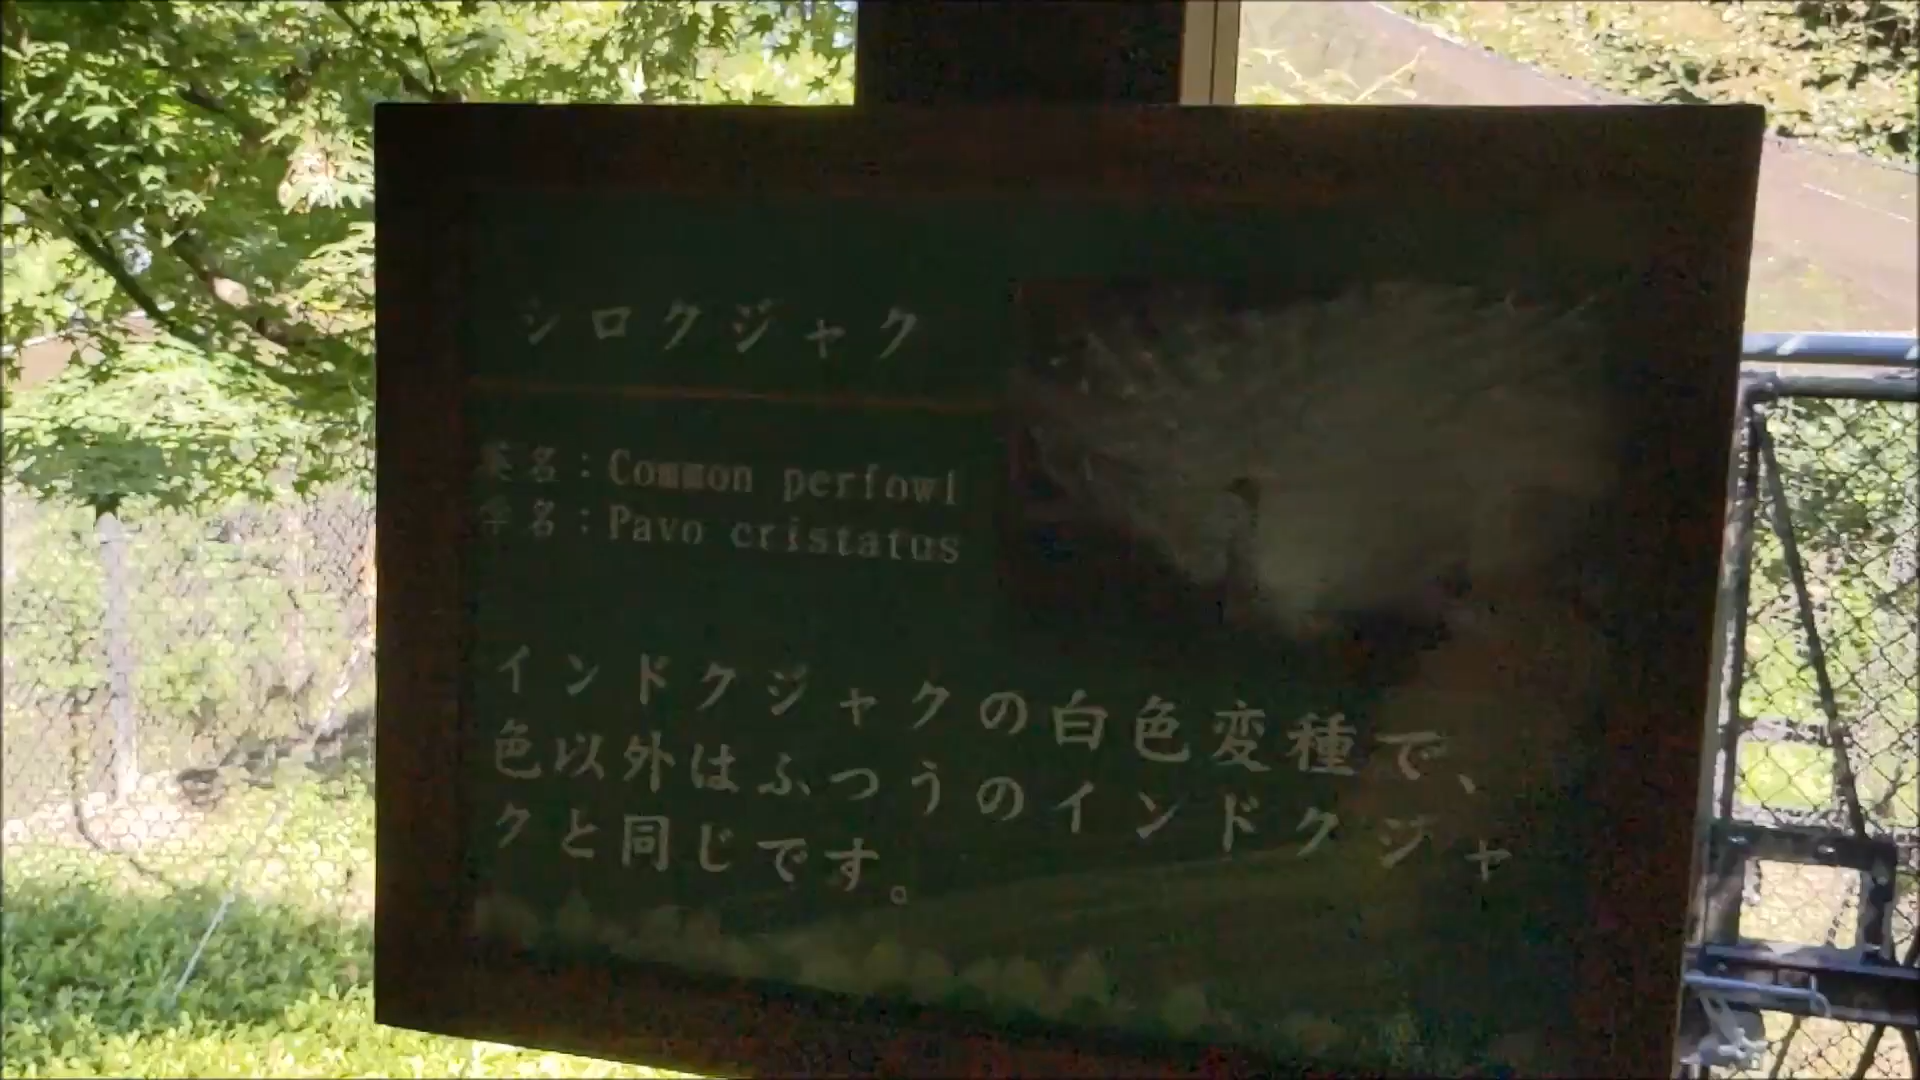 シロクジャク
英名：Common perfowl
学名：Pavo cristatus
インドクジャクの白色変種で、
色以外はふつうのインドクジャ
クと同じです。